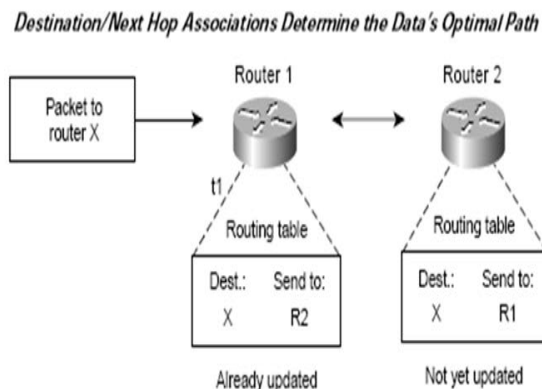 Destination/Next Hop Associations Determine the Data's Optimal Path
Router 1
Router 2
Packet to
router X
t1
Routing table
Dest.: Send to:
X R2
Already updated
Routing table
Dest.: Send to:
X R1
Not yet updated